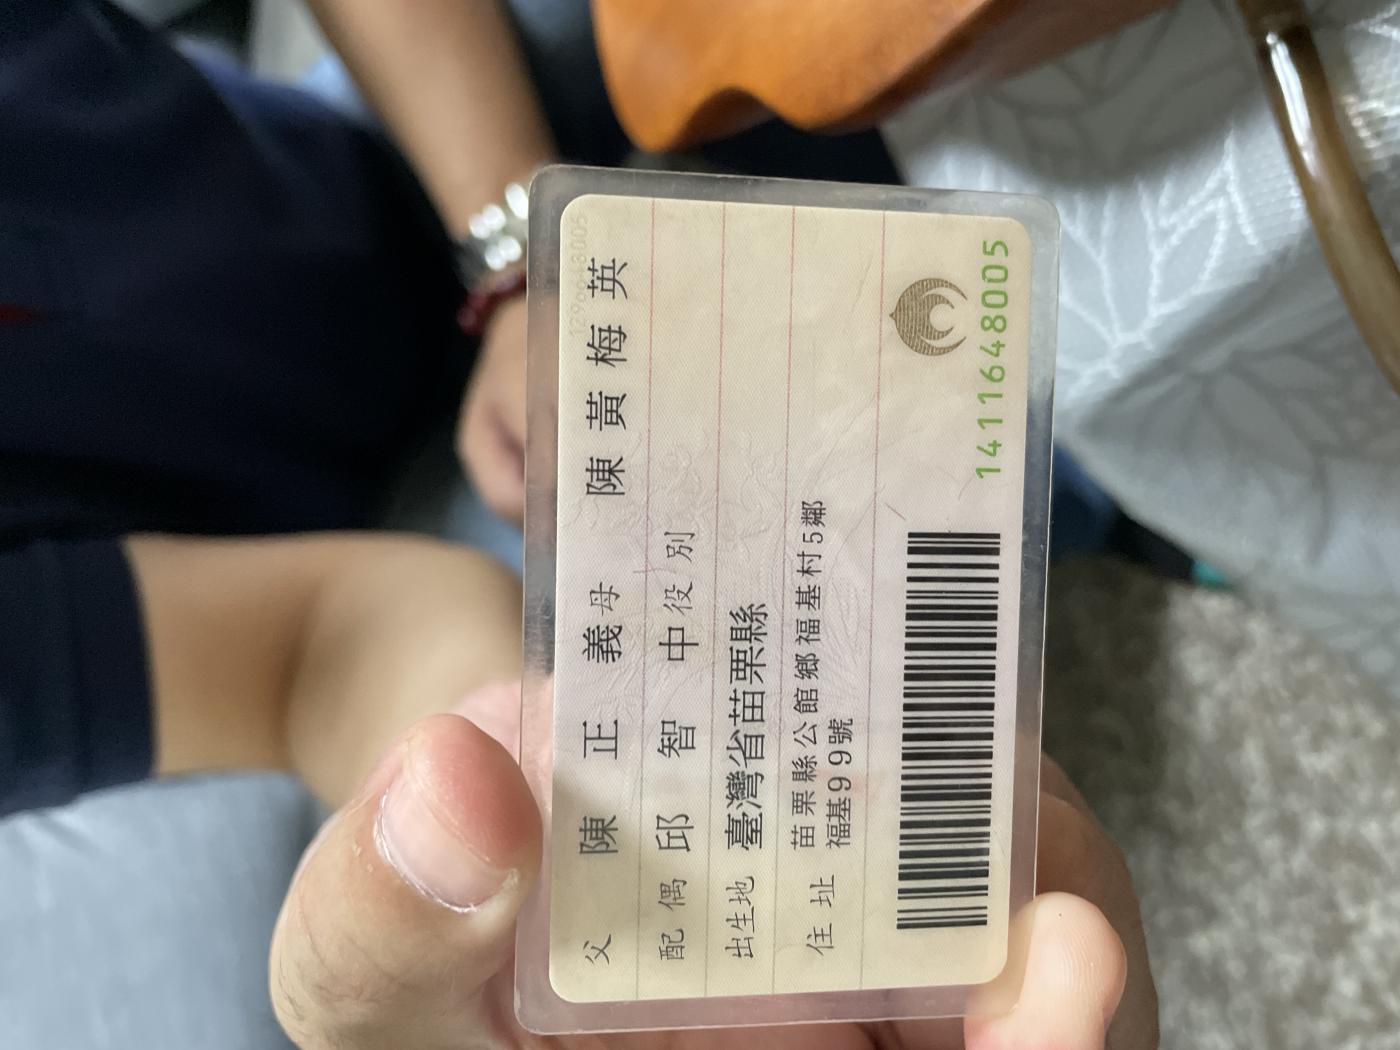 父 陳正義 母 陳黃梅英
配偶 邱智中 役別
出生地 臺灣省苗栗縣
住址 苗栗縣公館鄉福基村5鄰
福基99號
1411648005